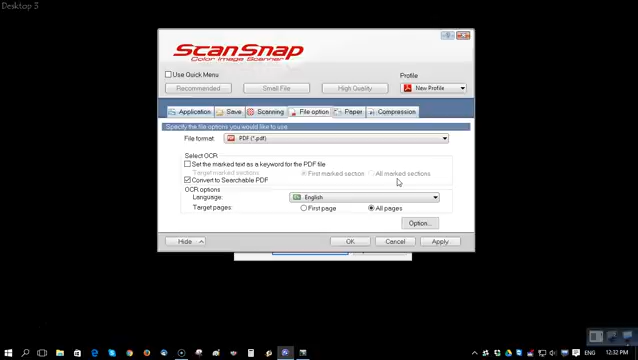 Desktop 3
ScanSnap
Color Image Scanner
Use Quick Menu
Profile
Recommended Small File High Quality New Profile
Application Save Scanning File option Paper Compression
Specify the file options you would like to use.
File format: PDF (*.pdf)
Select OCR
Set the marked text as a keyword for the PDF file
Target marked sections First marked section All marked sections
Convert to Searchable PDF
OCR options
Language: English
Target pages: First page All pages
Option...
Hide OK Cancel Apply
12:32 PM